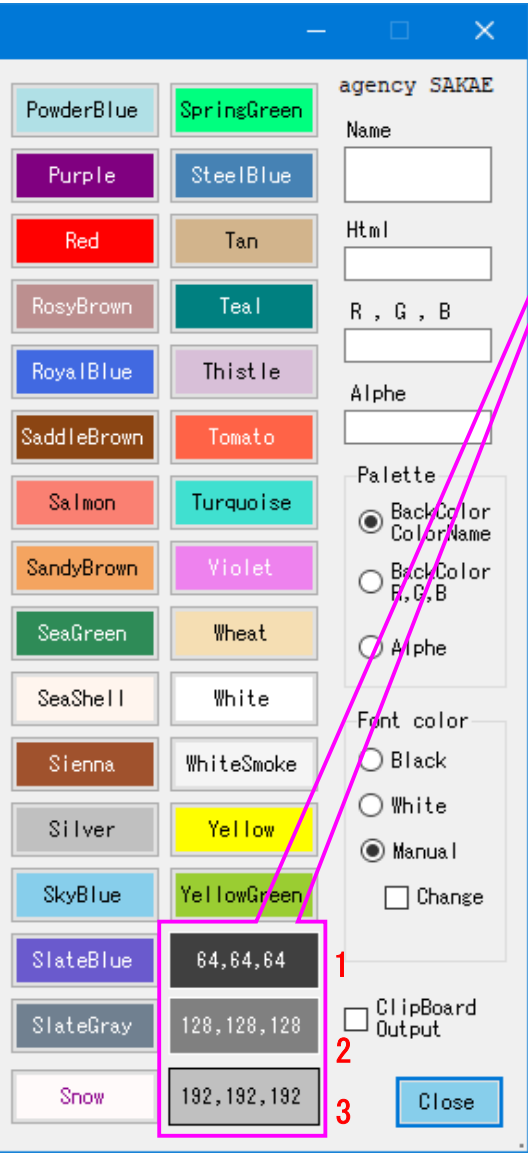 agency SAKAE
PowderBlue SpringGreen
Name
Purple SteelBlue
Red Tan
Html
RosyBrown Teal
R , G , B
RoyalBlue Thistle
Alphe
SaddleBrown Tomato
Palette
Salmon Turquoise
BackColor
ColorName
SandyBrown Violet
BackColor
R,G,B
SeaGreen Wheat
Alphe
SeaShell White
Font color
Sienna WhiteSmoke
Black
Silver Yellow
White
Manual
SkyBlue YellowGreen
Change
SlateBlue 64,64,64 1
SlateGray 128,128,128 2
ClipBoard
Output
Snow 192,192,192 3
Close